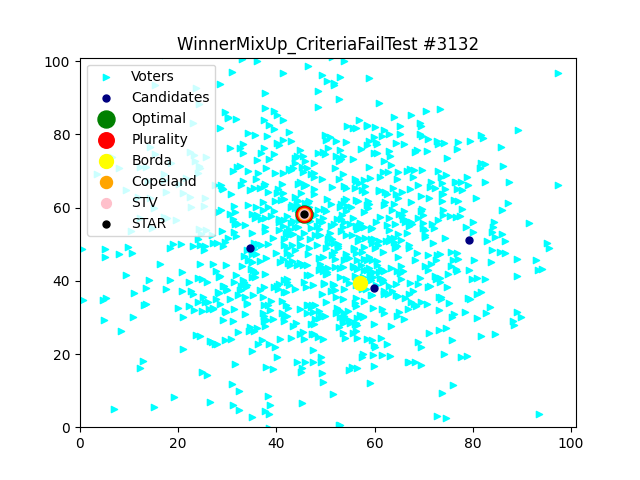 WinnerMixUp_CriteriaFailTest #3132
100
80
60
40
20
0
0 20 40 60 80 100
Voters
Candidates
Optimal
Plurality
Borda
Copeland
STV
STAR